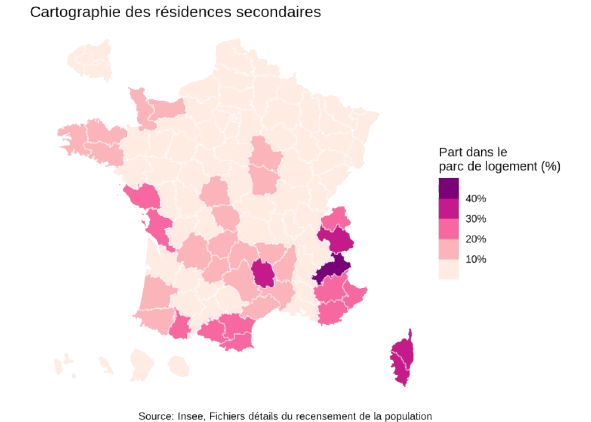 Cartographie des résidences secondaires
Part dans le
parc de logement (%)
40%
30%
20%
10%
Source: Insee, Fichiers détails du recensement de la population